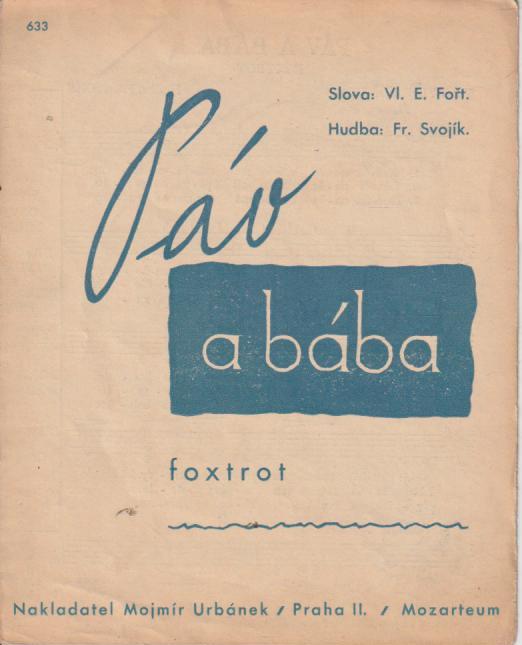 633
Slova: Vl. E. Fořt.
Hudba: Fr. Svojík.
Páv
a bába
foxtrot
Nakladatel Mojmír Urbánek / Praha II. / Mozarteum